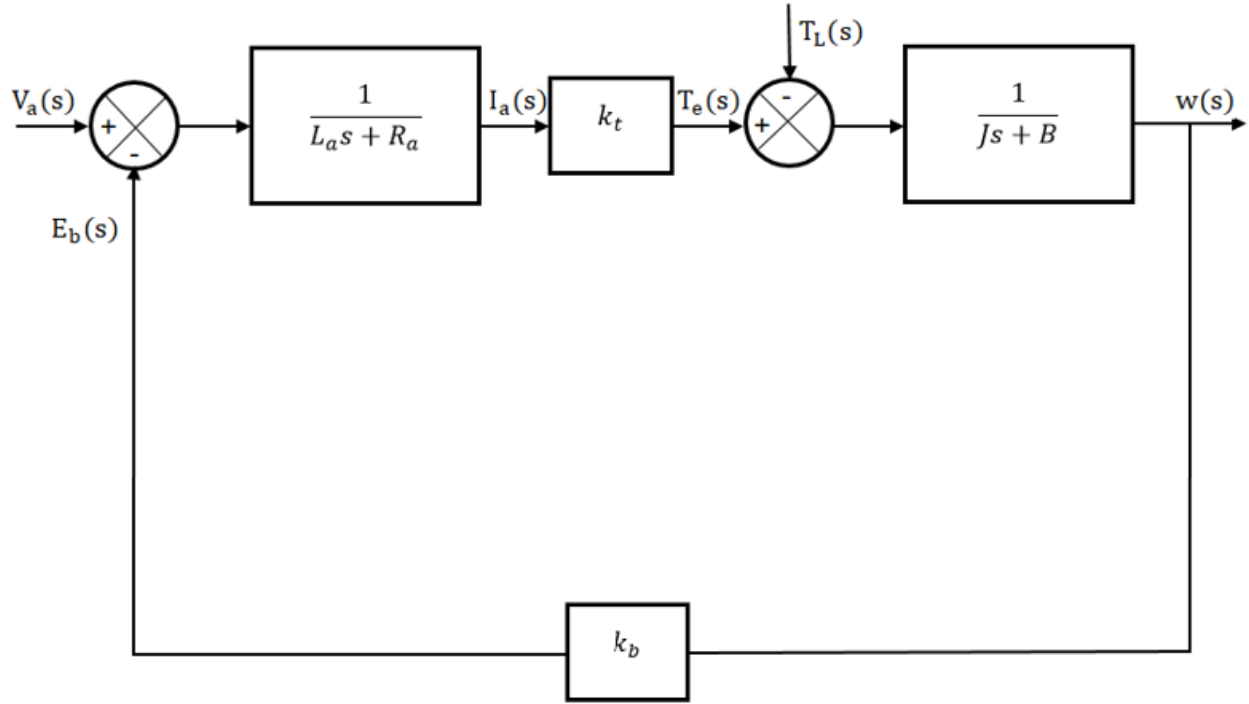 T_L(s)
V_a(s)
+
-
1
L_a s + R_a
I_a(s)
k_t
T_e(s)
+
-
1
Js + B
w(s)
E_b(s)
k_b